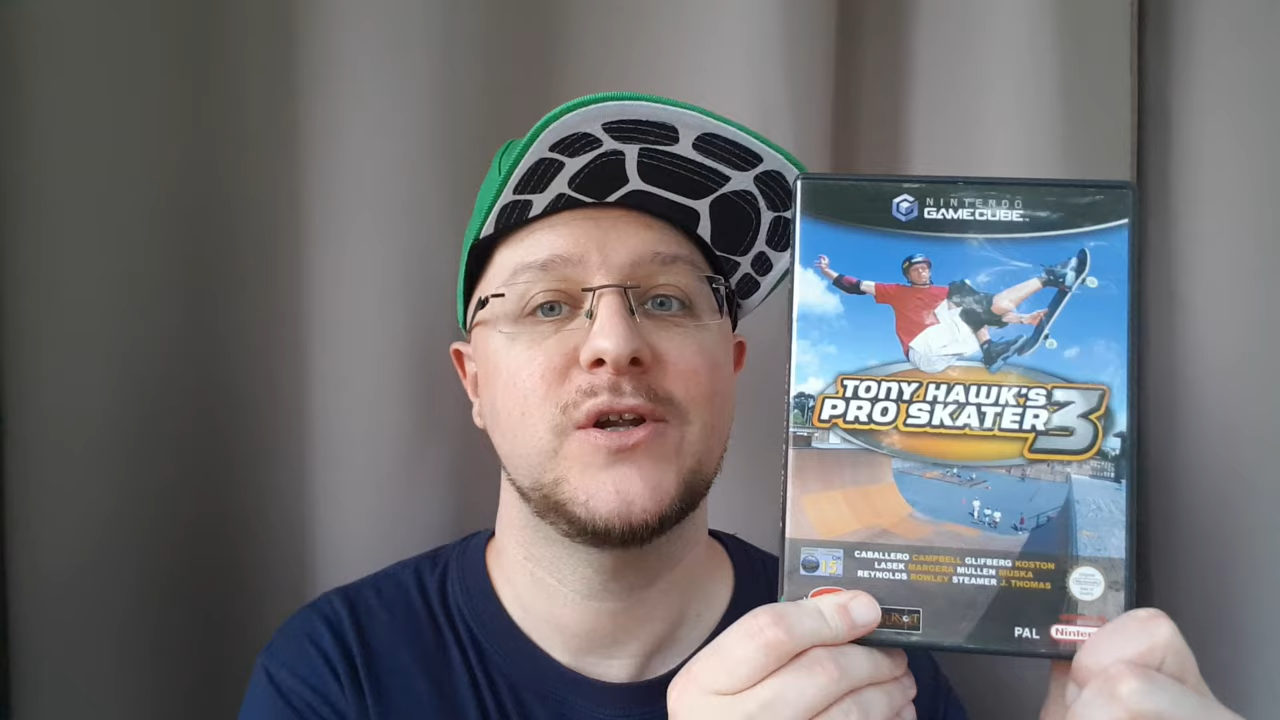 NINTENDO
GAMECUBE™
TONY HAWK'S
PRO SKATER 3
CABALLERO CAMPBELL GLIFBERG KOSTON
LASEK MARGERA MULLEN MUSKA
REYNOLDS ROWLEY STEAMER J. THOMAS
15
PAL